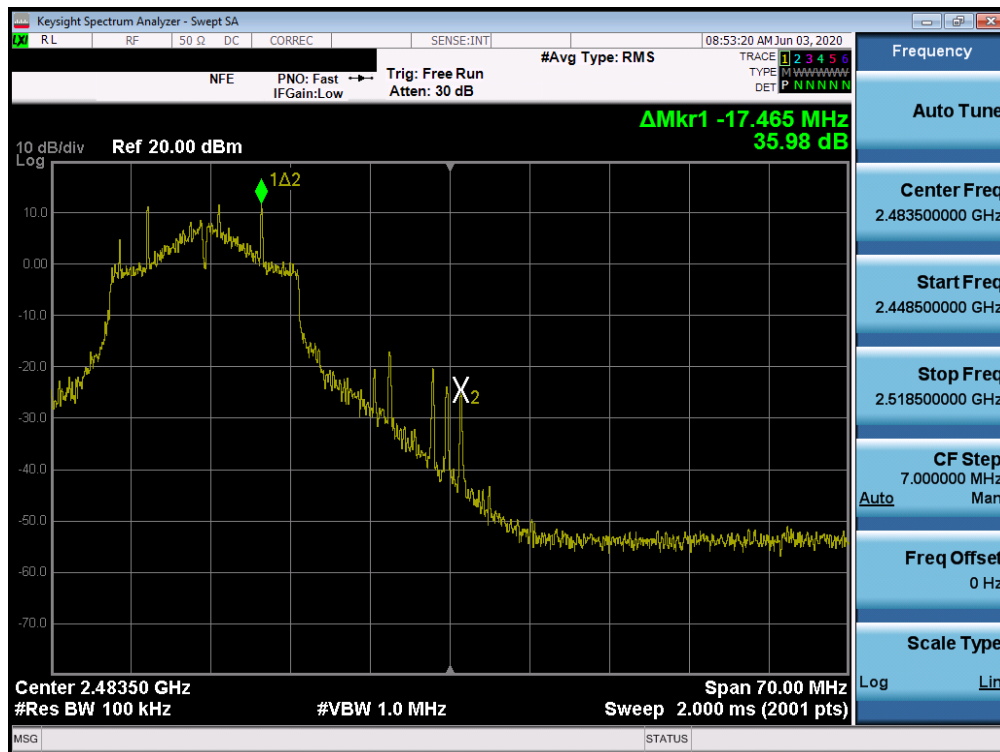 Keysight Spectrum Analyzer - Swept SA
LXI RL RF 50 Ω DC CORREC SENSE:INT 08:53:20 AM Jun 03, 2020
NFE PNO: Fast IFGain:Low
Trig: Free Run
Atten: 30 dB
#Avg Type: RMS
TRACE 1 2 3 4 5 6
TYPE M WWWWW
DET P N N N N N
ΔMkr1 -17.465 MHz
35.98 dB
10 dB/div
Log
Ref 20.00 dBm
1Δ2
10.0
0.00
-10.0
-20.0
-30.0
-40.0
-50.0
-60.0
-70.0
X2
Center 2.48350 GHz
Span 70.00 MHz
#Res BW 100 kHz
#VBW 1.0 MHz
Sweep 2.000 ms (2001 pts)
MSG
STATUS
Frequency
Auto Tune
Center Freq
2.483500000 GHz
Start Freq
2.448500000 GHz
Stop Freq
2.518500000 GHz
CF Step
7.000000 MHz
Auto Man
Freq Offset
0 Hz
Scale Type
Log Lin